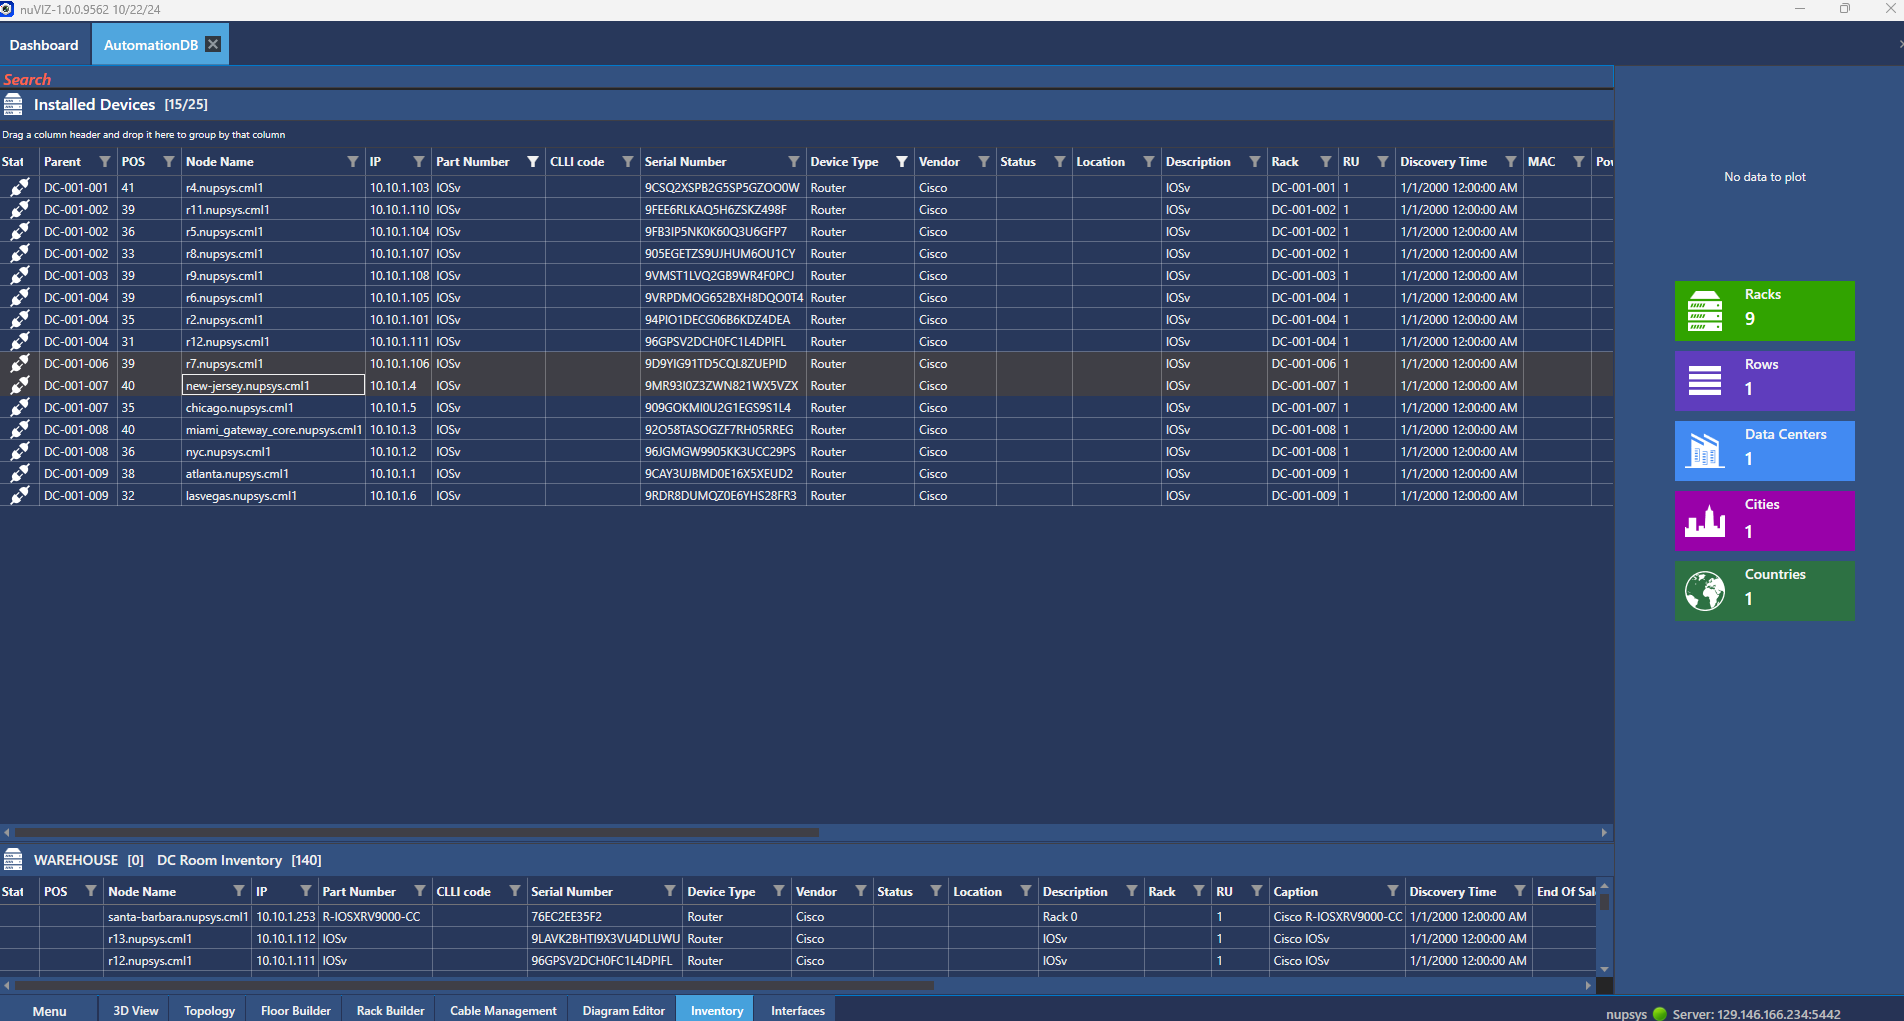 nuVIZ-1.0.0.9562 10/22/24
Dashboard AutomationDB
Search
Installed Devices [15/25]
Drag a column header and drop it here to group by that column
Stat Parent POS Node Name IP Part Number CLLI code Serial Number Device Type Vendor Status Location Description Rack RU Discovery Time MAC Pov
DC-001-001 41 r4.nupsys.cml1 10.10.1.103 IOSv 9CSQ2XSPB2G5SP5GZOO0W Router Cisco IOSv DC-001-001 1 1/1/2000 12:00:00 AM
DC-001-002 39 r11.nupsys.cml1 10.10.1.110 IOSv 9FEE6RLKAQ5H6ZSKZ498F Router Cisco IOSv DC-001-002 1 1/1/2000 12:00:00 AM
DC-001-002 36 r5.nupsys.cml1 10.10.1.104 IOSv 9FB3IP5NK0K60Q3U6GFP7 Router Cisco IOSv DC-001-002 1 1/1/2000 12:00:00 AM
DC-001-002 33 r8.nupsys.cml1 10.10.1.107 IOSv 905EGETZS9UJHUM6OU1CY Router Cisco IOSv DC-001-002 1 1/1/2000 12:00:00 AM
DC-001-003 39 r9.nupsys.cml1 10.10.1.108 IOSv 9VMST1LVQ2GB9WR4F0PCJ Router Cisco IOSv DC-001-003 1 1/1/2000 12:00:00 AM
DC-001-004 39 r6.nupsys.cml1 10.10.1.105 IOSv 9VRPDMOG652BXH8DQO0T4 Router Cisco IOSv DC-001-004 1 1/1/2000 12:00:00 AM
DC-001-004 35 r2.nupsys.cml1 10.10.1.101 IOSv 94PIO1DECG06B6KDZ4DEA Router Cisco IOSv DC-001-004 1 1/1/2000 12:00:00 AM
DC-001-004 31 r12.nupsys.cml1 10.10.1.111 IOSv 96GPSV2DCH0FC1L4DPIFL Router Cisco IOSv DC-001-004 1 1/1/2000 12:00:00 AM
DC-001-006 39 r7.nupsys.cml1 10.10.1.106 IOSv 9D9YIG91TD5CQL8ZUEPID Router Cisco IOSv DC-001-006 1 1/1/2000 12:00:00 AM
DC-001-007 40 new-jersey.nupsys.cml1 10.10.1.4 IOSv 9MR93I0Z3ZWN821WX5VZX Router Cisco IOSv DC-001-007 1 1/1/2000 12:00:00 AM
DC-001-007 35 chicago.nupsys.cml1 10.10.1.5 IOSv 909GOKMI0U2G1EGS9S1L4 Router Cisco IOSv DC-001-007 1 1/1/2000 12:00:00 AM
DC-001-008 40 miami_gateway_core.nupsys.cml1 10.10.1.3 IOSv 92O58TASOGZF7RH05RREG Router Cisco IOSv DC-001-008 1 1/1/2000 12:00:00 AM
DC-001-008 36 nyc.nupsys.cml1 10.10.1.2 IOSv 96JGMGW9905KK3UCC29PS Router Cisco IOSv DC-001-008 1 1/1/2000 12:00:00 AM
DC-001-009 38 atlanta.nupsys.cml1 10.10.1.1 IOSv 9CAY3UJBMD0E16X5XEUD2 Router Cisco IOSv DC-001-009 1 1/1/2000 12:00:00 AM
DC-001-009 32 lasvegas.nupsys.cml1 10.10.1.6 IOSv 9RDR8DUMQZ0E6YHS28FR3 Router Cisco IOSv DC-001-009 1 1/1/2000 12:00:00 AM
No data to plot
Racks
9
Rows
1
Data Centers
1
Cities
1
Countries
1
WAREHOUSE [0] DC Room Inventory [140]
Stat POS Node Name IP Part Number CLLI code Serial Number Device Type Vendor Status Location Description Rack RU Caption Discovery Time End Of Sal
santa-barbara.nupsys.cml1 10.10.1.253 R-IOSXRV9000-CC 76EC2EE35F2 Router Cisco Rack 0 1 Cisco R-IOSXRV9000-CC 1/1/2000 12:00:00 AM
r13.nupsys.cml1 10.10.1.112 IOSv 9LAVK2BHTI9X3VU4DLUWU Router Cisco IOSv 1 Cisco IOSv 1/1/2000 12:00:00 AM
r12.nupsys.cml1 10.10.1.111 IOSv 96GPSV2DCH0FC1L4DPIFL Router Cisco IOSv 1 Cisco IOSv 1/1/2000 12:00:00 AM
Menu 3D View Topology Floor Builder Rack Builder Cable Management Diagram Editor Inventory Interfaces
nupsys Server: 129.146.166.234:5442